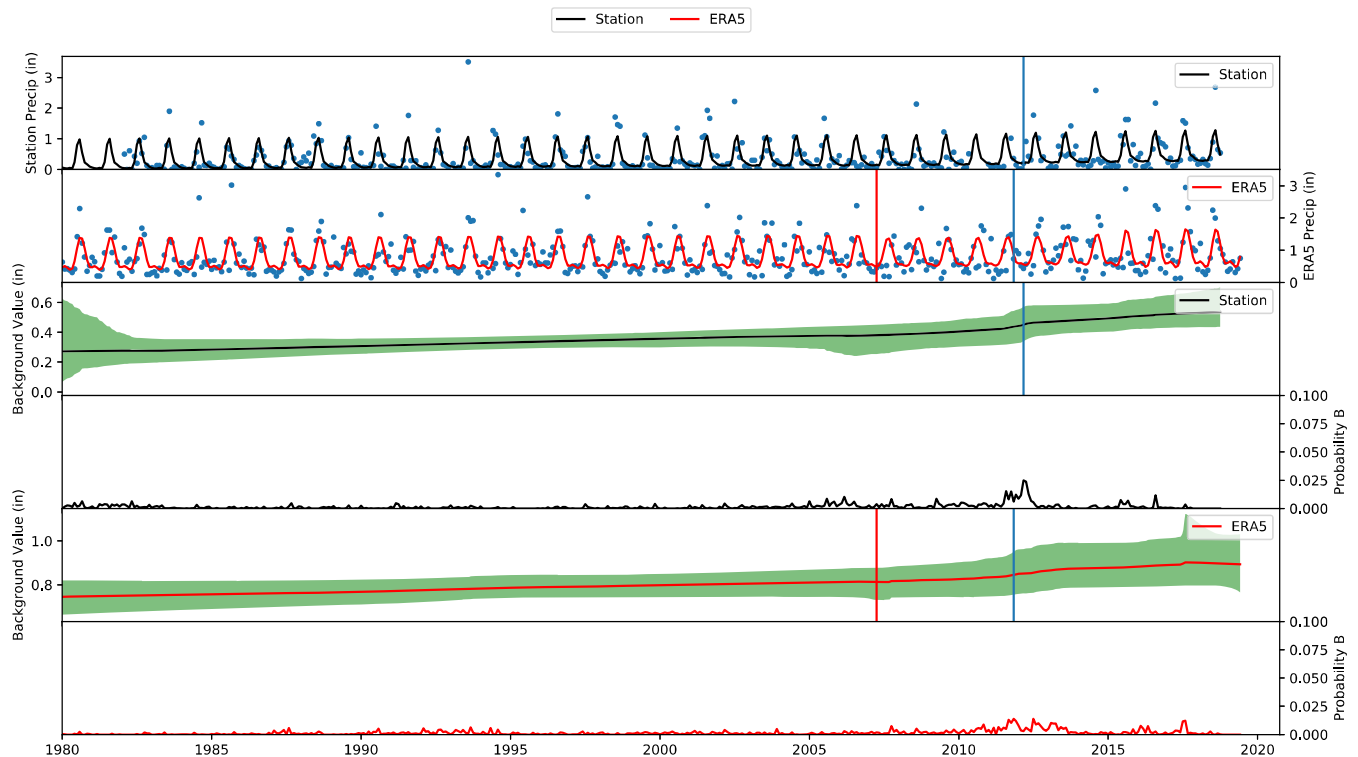 Station ERA5
Station Precip (in)
3
2
1
0
Station
ERA5
ERA5 Precip (in)
3
2
1
0
Background Value (in)
0.6
0.4
0.2
0.0
Station
Probability B
0.100
0.075
0.050
0.025
0.000
Background Value (in)
1.0
0.8
ERA5
Probability B
0.100
0.075
0.050
0.025
0.000
1980 1985 1990 1995 2000 2005 2010 2015 2020